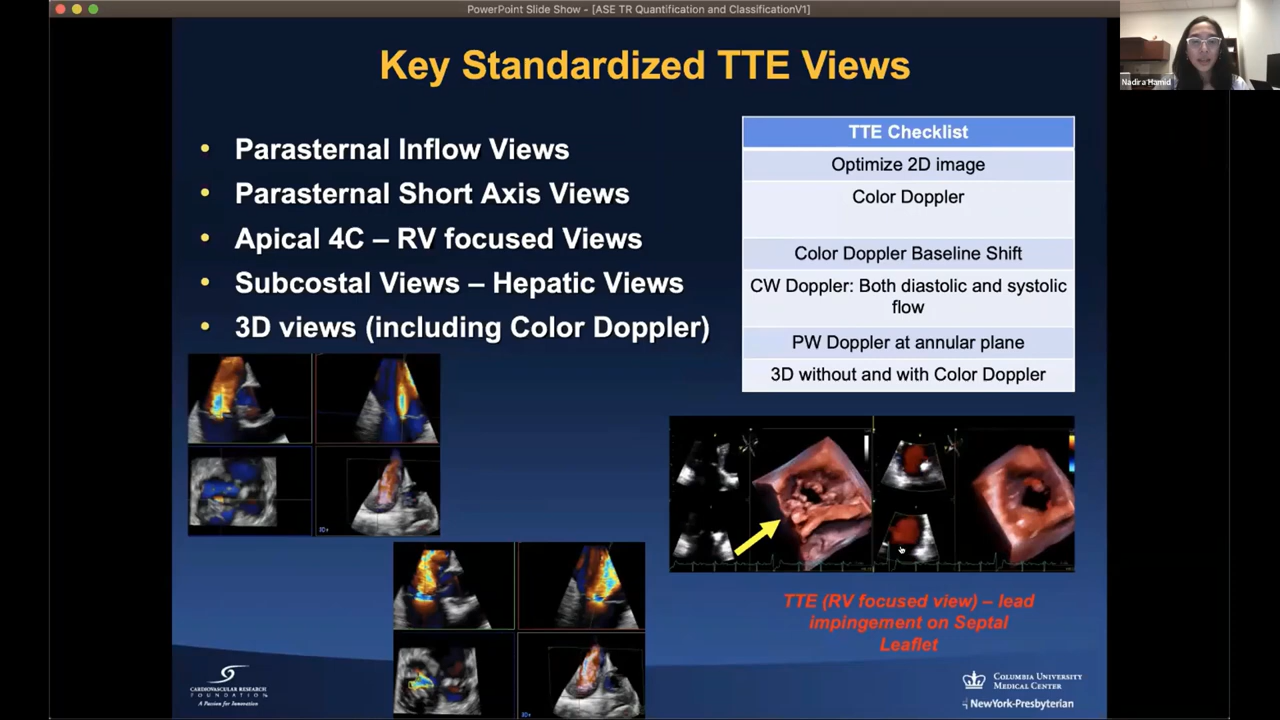 PowerPoint Slide Show - [ASE TR Quantification and ClassificationV1]
Nadira Hamid
Key Standardized TTE Views
• Parasternal Inflow Views
• Parasternal Short Axis Views
• Apical 4C – RV focused Views
• Subcostal Views – Hepatic Views
• 3D views (including Color Doppler)
TTE Checklist
Optimize 2D image
Color Doppler
Color Doppler Baseline Shift
CW Doppler: Both diastolic and systolic
flow
PW Doppler at annular plane
3D without and with Color Doppler
TTE (RV focused view) – lead
impingement on Septal
Leaflet
CARDIOVASCULAR RESEARCH
FOUNDATION
A Passion for Innovation
COLUMBIA UNIVERSITY
MEDICAL CENTER
NewYork-Presbyterian